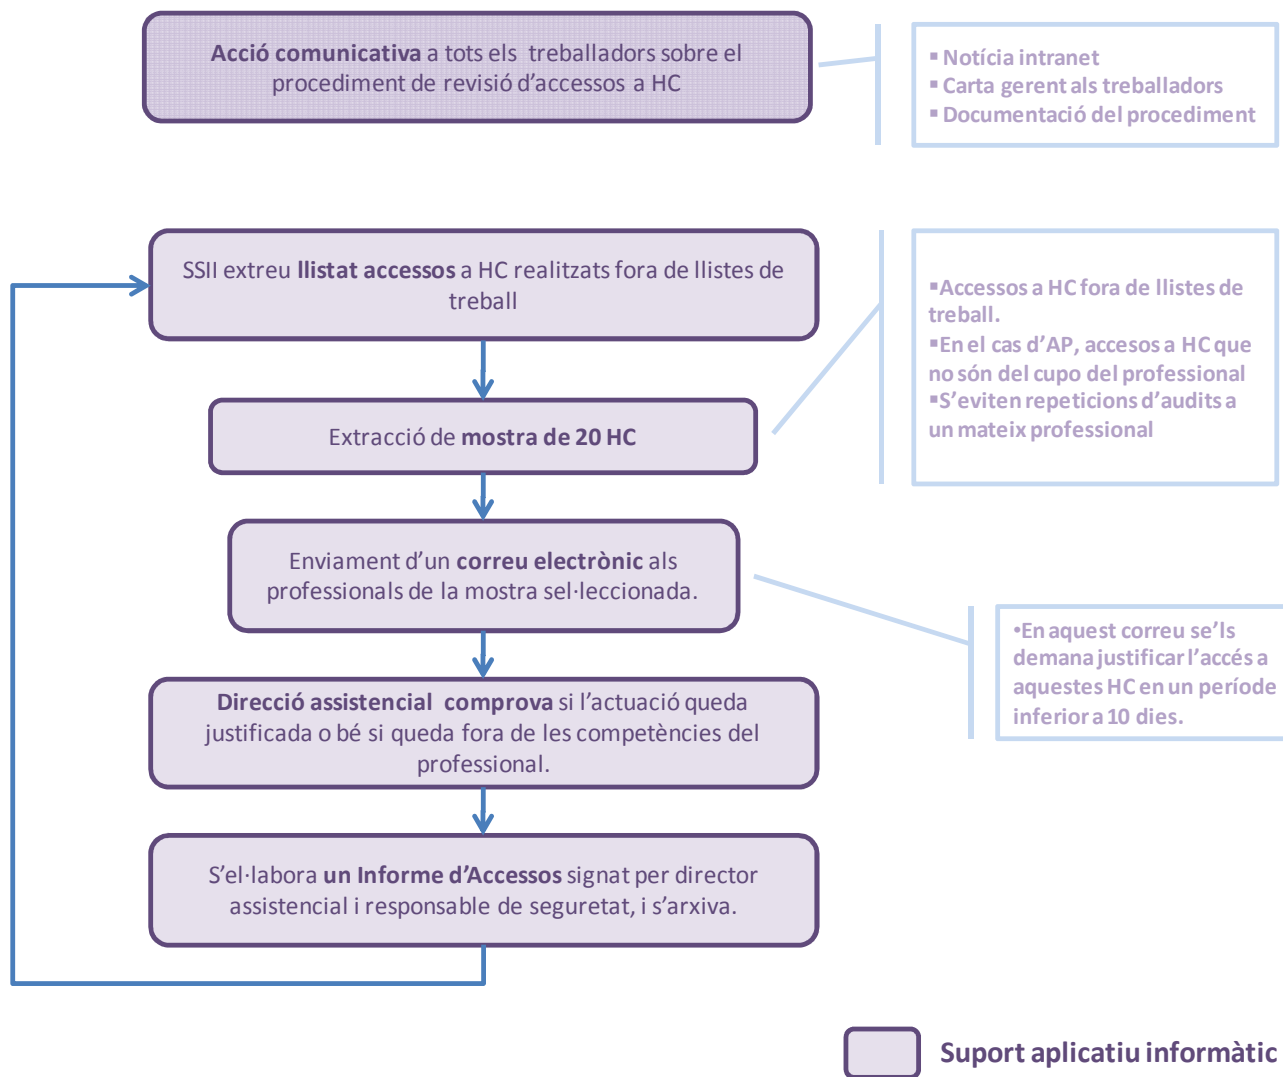 Acció comunicativa a tots els treballadors sobre el
procediment de revisió d’accessos a HC
▪ Notícia intranet
▪ Carta gerent als treballadors
▪ Documentació del procediment
SSII extreu llistat accessos a HC realitzats fora de llistes de
treball
▪Accessos a HC fora de llistes de
treball.
▪En el cas d’AP, accesos a HC que
no són del cupo del professional
▪S’eviten repeticions d’audits a
un mateix professional
Extracció de mostra de 20 HC
Enviament d’un correu electrònic als
professionals de la mostra sel·leccionada.
•En aquest correu se’ls
demana justificar l’accés a
aquestes HC en un període
inferior a 10 dies.
Direcció assistencial comprova si l’actuació queda
justificada o bé si queda fora de les competències del
professional.
S’el·labora un Informe d’Accessos signat per director
assistencial i responsable de seguretat, i s’arxiva.
Suport aplicatiu informàtic